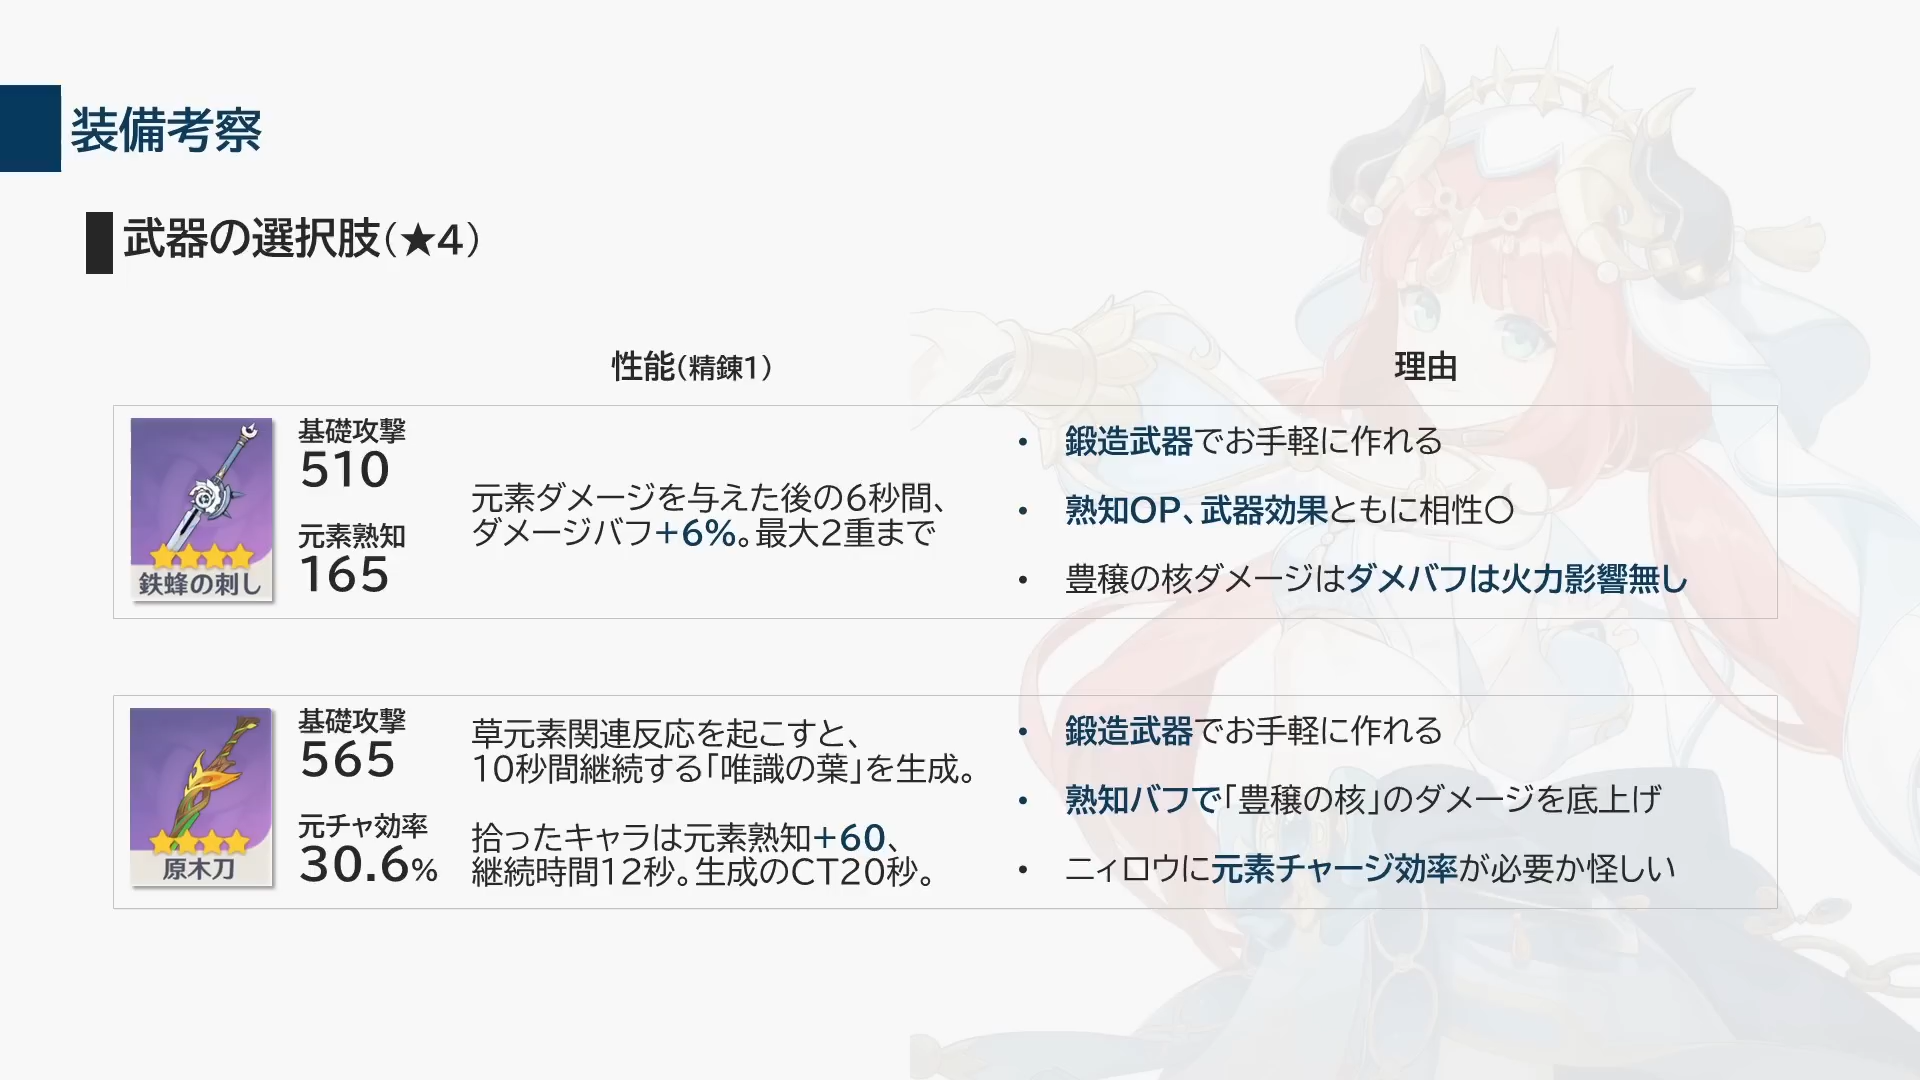 装備考察
武器の選択肢(★4)
性能(精錬1)
理由
基礎攻撃
510
元素熟知
165
鉄蜂の刺し
元素ダメージを与えた後の6秒間、
ダメージバフ+6%。最大2重まで
• 鍛造武器でお手軽に作れる
• 熟知OP、武器効果ともに相性〇
• 豊穣の核ダメージはダメバフは火力影響無し
基礎攻撃
565
元チャ効率
30.6%
原木刀
草元素関連反応を起こすと、
10秒間継続する「唯識の葉」を生成。
拾ったキャラは元素熟知+60、
継続時間12秒。生成のCT20秒。
• 鍛造武器でお手軽に作れる
• 熟知バフで「豊穣の核」のダメージを底上げ
• ニィロウに元素チャージ効率が必要か怪しい